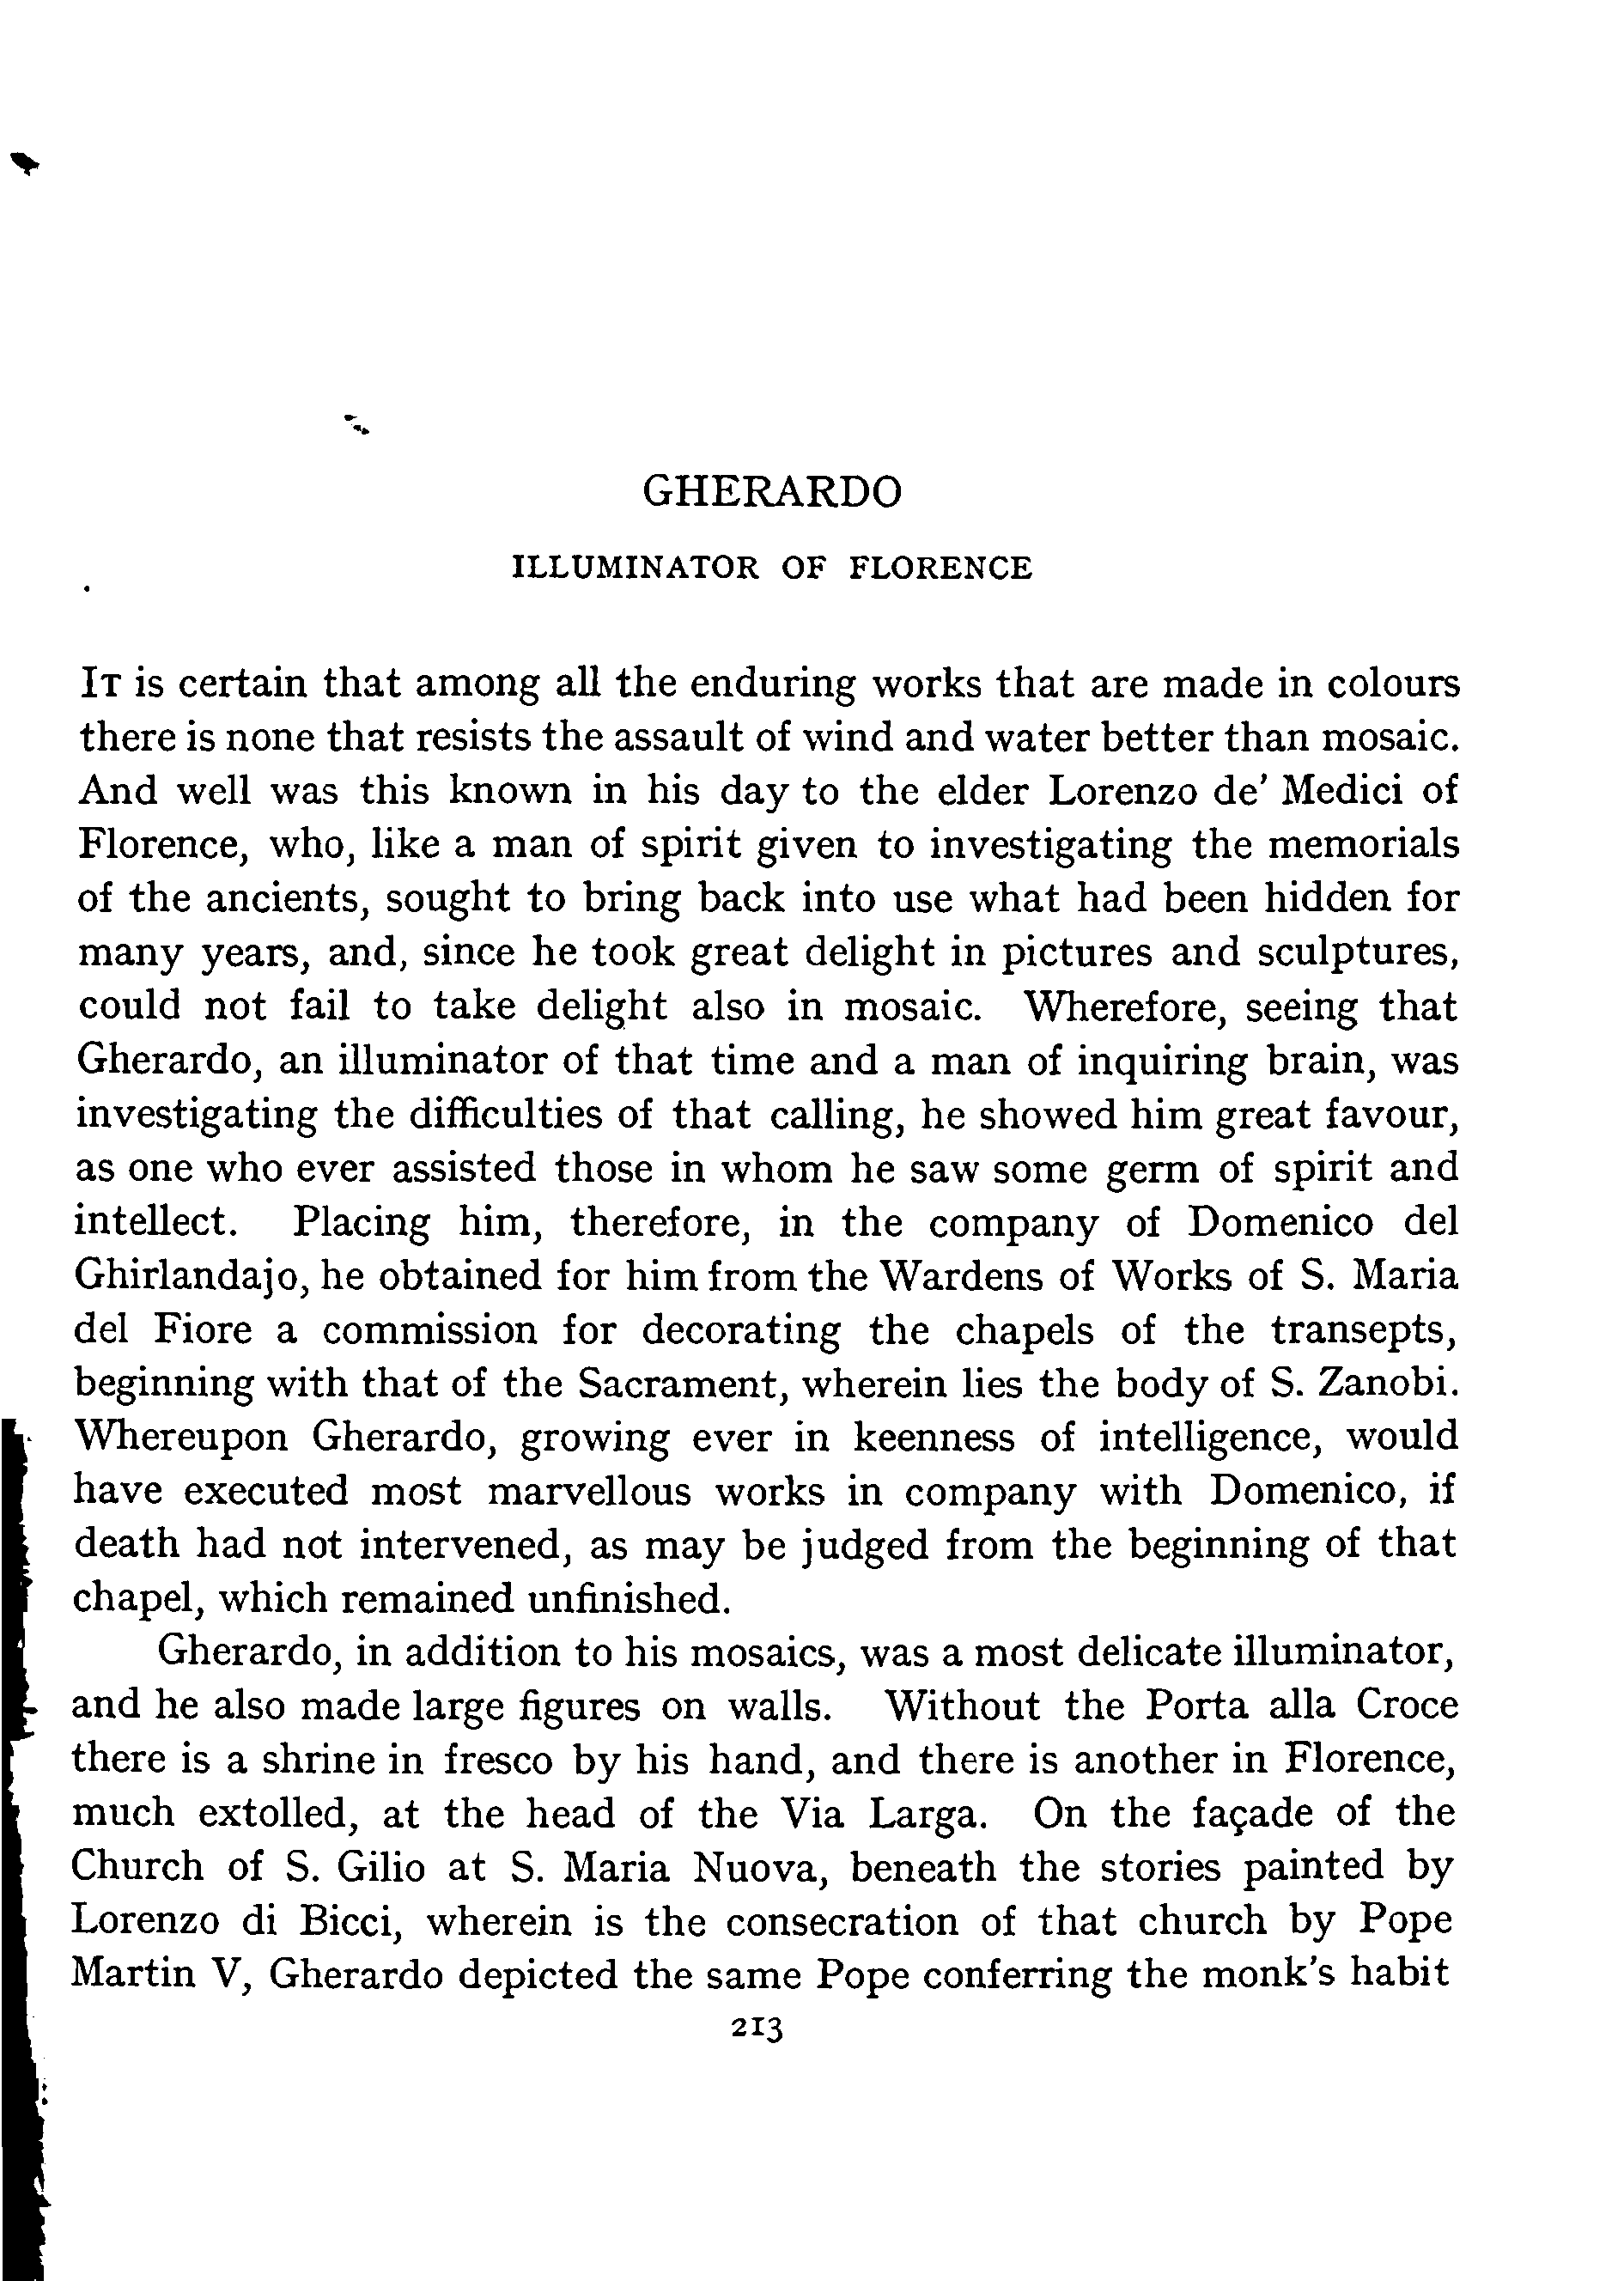 GHERARDO
ILLUMINATOR OF FLORENCE
IT is certain that among all the enduring works that are made in colours
there is none that resists the assault of wind and water better than mosaic.
And well was this known in his day to the elder Lorenzo de' Medici of
Florence, who, like a man of spirit given to investigating the memorials
of the ancients, sought to bring back into use what had been hidden for
many years, and, since he took great delight in pictures and sculptures,
could not fail to take delight also in mosaic. Wherefore, seeing that
Gherardo, an illuminator of that time and a man of inquiring brain, was
investigating the difficulties of that calling, he showed him great favour,
as one who ever assisted those in whom he saw some germ of spirit and
intellect. Placing him, therefore, in the company of Domenico del
Ghirlandajo, he obtained for him from the Wardens of Works of S. Maria
del Fiore a commission for decorating the chapels of the transepts,
beginning with that of the Sacrament, wherein lies the body of S. Zanobi.
Whereupon Gherardo, growing ever in keenness of intelligence, would
have executed most marvellous works in company with Domenico, if
death had not intervened, as may be judged from the beginning of that
chapel, which remained unfinished.
Gherardo, in addition to his mosaics, was a most delicate illuminator,
and he also made large figures on walls. Without the Porta alla Croce
there is a shrine in fresco by his hand, and there is another in Florence,
much extolled, at the head of the Via Larga. On the façade of the
Church of S. Gilio at S. Maria Nuova, beneath the stories painted by
Lorenzo di Bicci, wherein is the consecration of that church by Pope
Martin V, Gherardo depicted the same Pope conferring the monk's habit
213